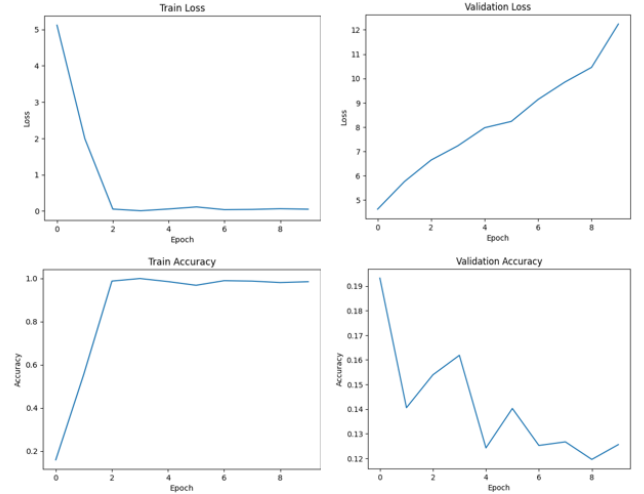 Train Loss
5
4
3
2
1
0
Loss
0 2 4 6 8
Epoch
Validation Loss
12
11
10
9
8
7
6
5
Loss
0 2 4 6 8
Epoch
Train Accuracy
1.0
0.8
0.6
0.4
0.2
Accuracy
0 2 4 6 8
Epoch
Validation Accuracy
0.19
0.18
0.17
0.16
0.15
0.14
0.13
0.12
Accuracy
0 2 4 6 8
Epoch